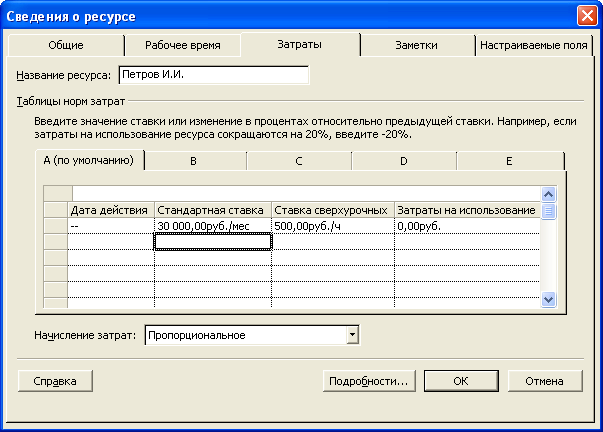 Сведения о ресурсе
Общие Рабочее время Затраты Заметки Настраиваемые поля
Название ресурса: Петров И.И.
Таблицы норм затрат
Введите значение ставки или изменение в процентах относительно предыдущей ставки. Например, если
затраты на использование ресурса сокращаются на 20%, введите -20%.
A (по умолчанию) B C D E
Дата действия Стандартная ставка Ставка сверхурочных Затраты на использование
-- 30 000,00руб./мес 500,00руб./ч 0,00руб.
Начисление затрат: Пропорциональное
Справка Подробности... ОК Отмена